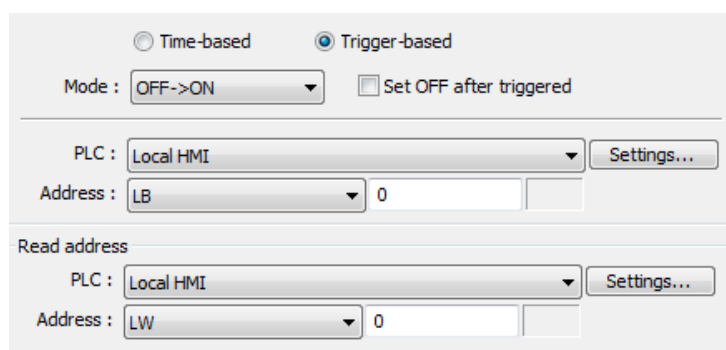 Time-based Trigger-based
Mode : OFF->ON Set OFF after triggered
PLC : Local HMI Settings...
Address : LB 0
Read address
PLC : Local HMI Settings...
Address : LW 0